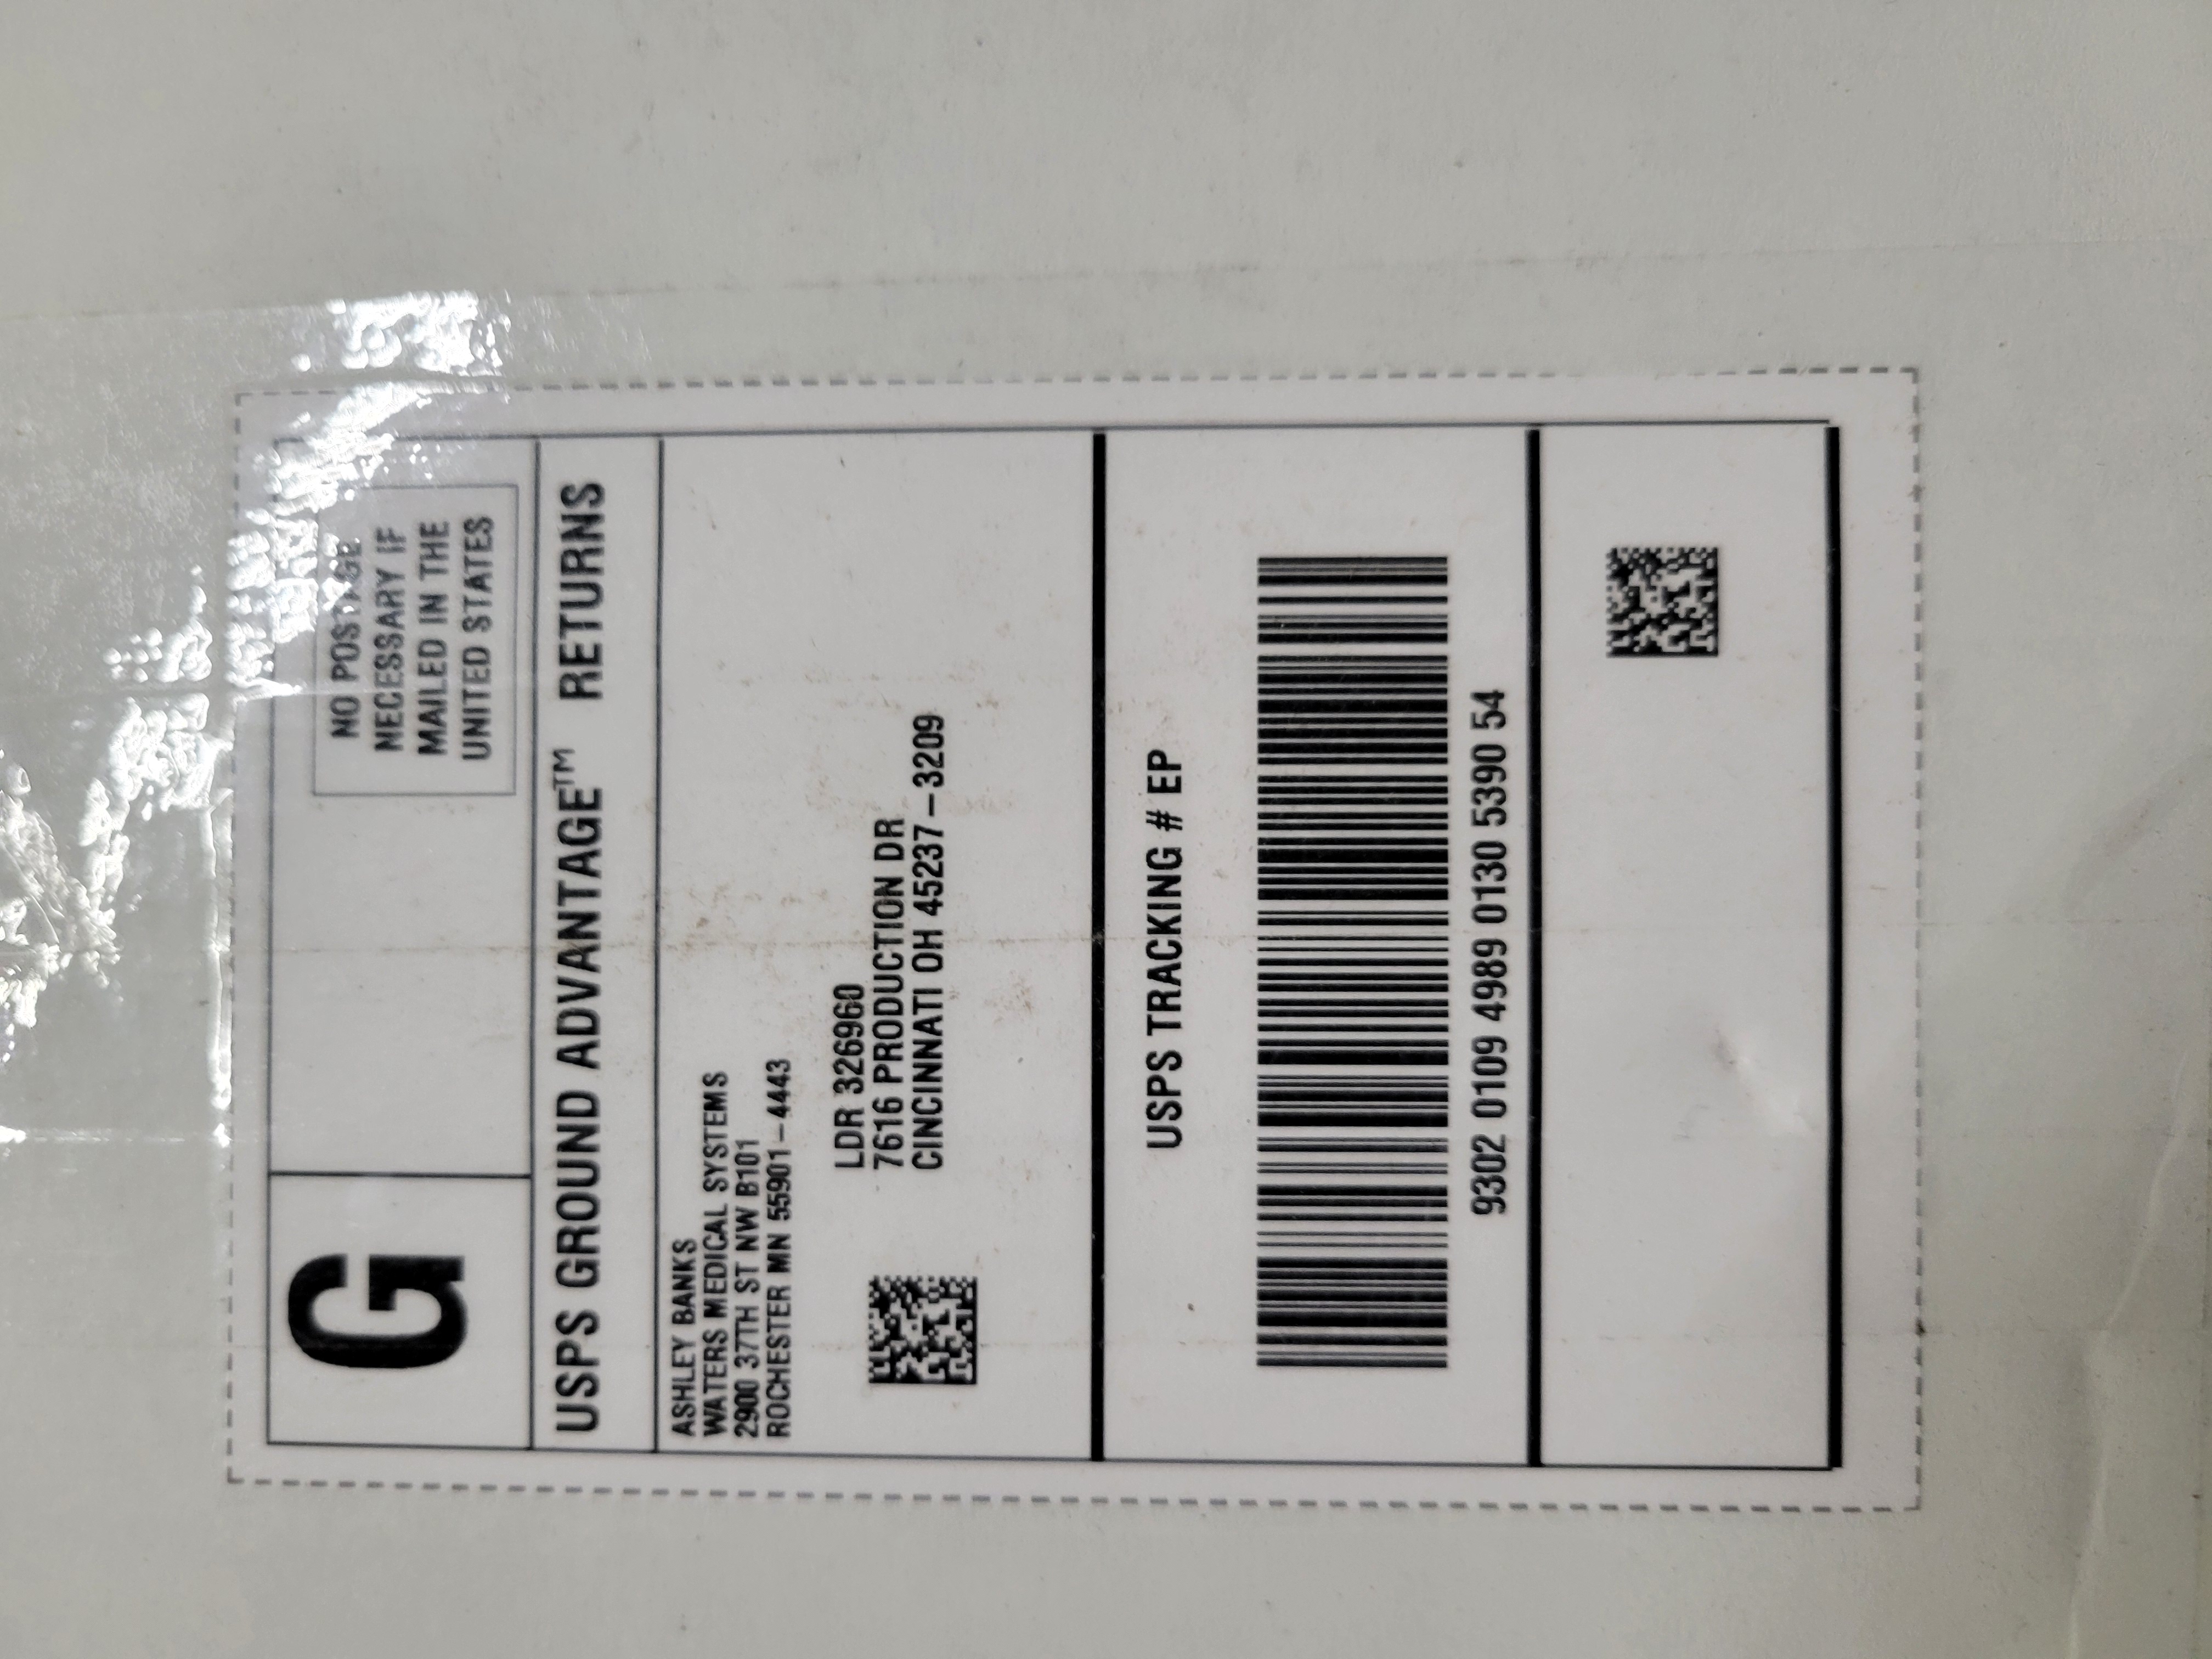 G
NO POSTAGE
NECESSARY IF
MAILED IN THE
UNITED STATES
USPS GROUND ADVANTAGE™ RETURNS
ASHLEY BANKS
WATERS MEDICAL SYSTEMS
2900 37TH ST NW B101
ROCHESTER MN 55901-4443
LDR 326960
7616 PRODUCTION DR
CINCINNATI OH 45237-3209
USPS TRACKING # EP
9302 0109 4989 0130 5390 54